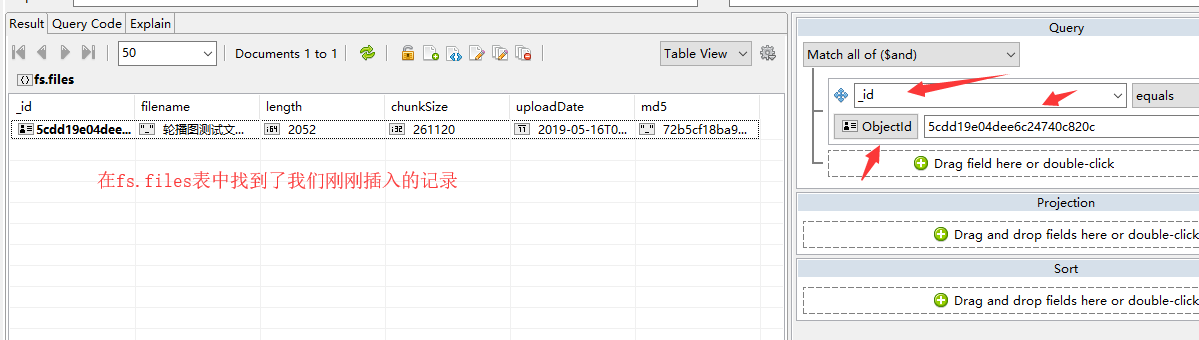 Result Query Code Explain
50 Documents 1 to 1 Table View
fs.files
_id filename length chunkSize uploadDate md5
5cdd19e04dee... "_" 轮播图测试文... i64 2052 i32 261120 2019-05-16T0... "_" 72b5cf18ba9...
在fs.files表中找到了我们刚刚插入的记录
Query
Match all of ($and)
_id equals
ObjectId 5cdd19e04dee6c24740c820c
Drag field here or double-click
Projection
Drag and drop fields here or double-click
Sort
Drag and drop fields here or double-click